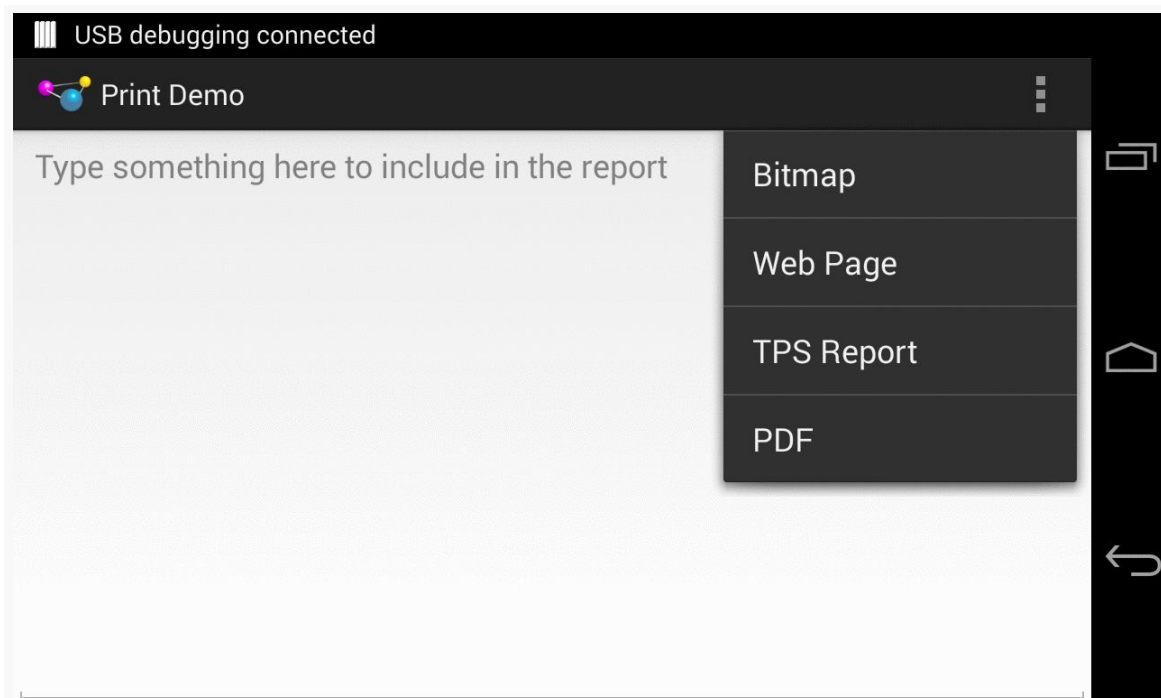 USB debugging connected
Print Demo
Type something here to include in the report
Bitmap
Web Page
TPS Report
PDF